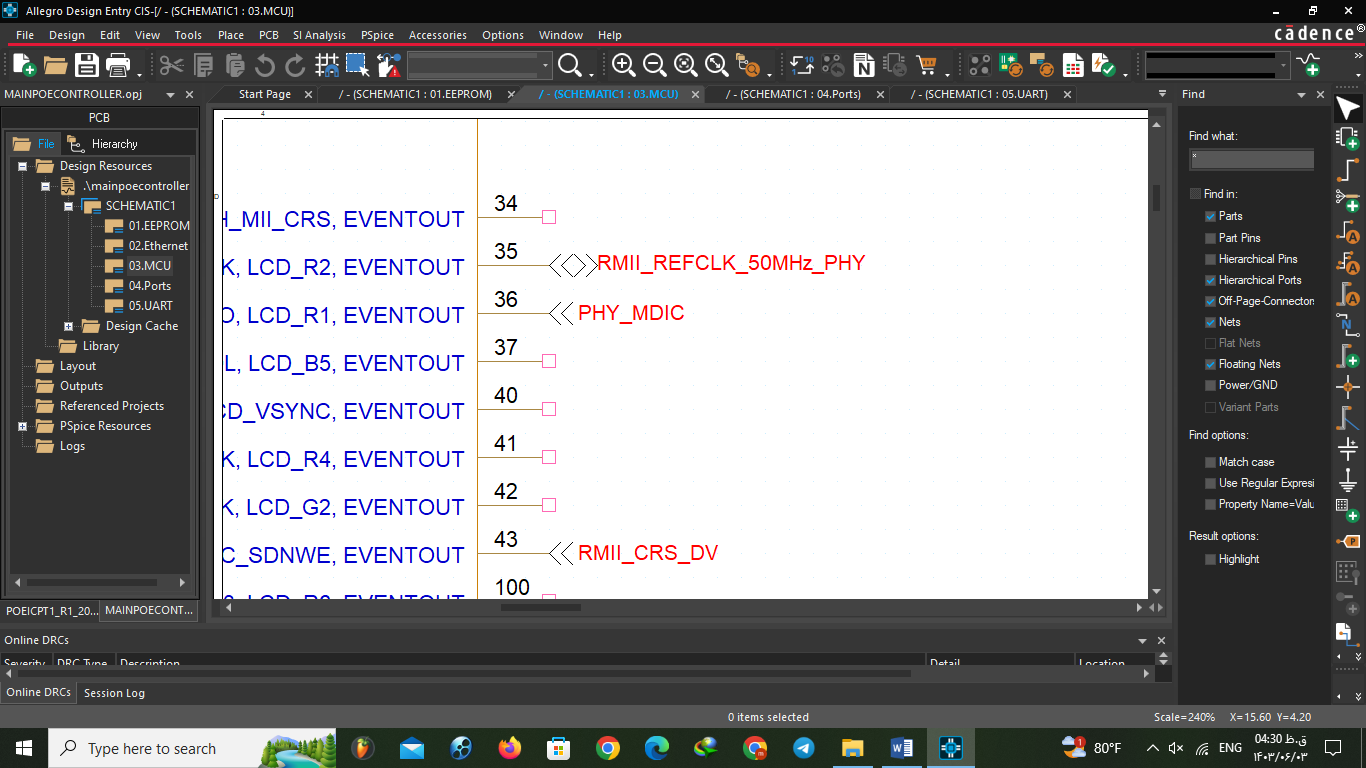 Allegro Design Entry CIS-[/ - (SCHEMATIC1 : 03.MCU)]
File Design Edit View Tools Place PCB SI Analysis PSpice Accessories Options Window Help
cadence®
MAINPOECONTROLLER.opj
Start Page
/ - (SCHEMATIC1 : 01.EEPROM)
/ - (SCHEMATIC1 : 03.MCU)
/ - (SCHEMATIC1 : 04.Ports)
/ - (SCHEMATIC1 : 05.UART)
PCB
File Hierarchy
Design Resources
.\mainpoecontroller
SCHEMATIC1
01.EEPROM
02.Ethernet
03.MCU
04.Ports
05.UART
Design Cache
Library
Layout
Outputs
Referenced Projects
PSpice Resources
Logs
POEICPT1_R1_20... MAINPOECONT...
4
D
H_MII_CRS, EVENTOUT 34
K, LCD_R2, EVENTOUT 35 RMII_REFCLK_50MHz_PHY
O, LCD_R1, EVENTOUT 36 PHY_MDIC
L, LCD_B5, EVENTOUT 37
CD_VSYNC, EVENTOUT 40
K, LCD_R4, EVENTOUT 41
K, LCD_G2, EVENTOUT 42
C_SDNWE, EVENTOUT 43 RMII_CRS_DV
100
Find
Find what:
*
Find in:
Parts
Part Pins
Hierarchical Pins
Hierarchical Ports
Off-Page-Connectors
Nets
Flat Nets
Floating Nets
Power/GND
Variant Parts
Find options:
Match case
Use Regular Expressi
Property Name=Valu
Result options:
Highlight
Online DRCs
Severity DRC Type Description Detail Location
Online DRCs Session Log
0 items selected Scale=240% X=15.60 Y=4.20
Type here to search
80°F
ENG
04:30 ق.ظ
۱۴۰۳/۰۶/۰۳